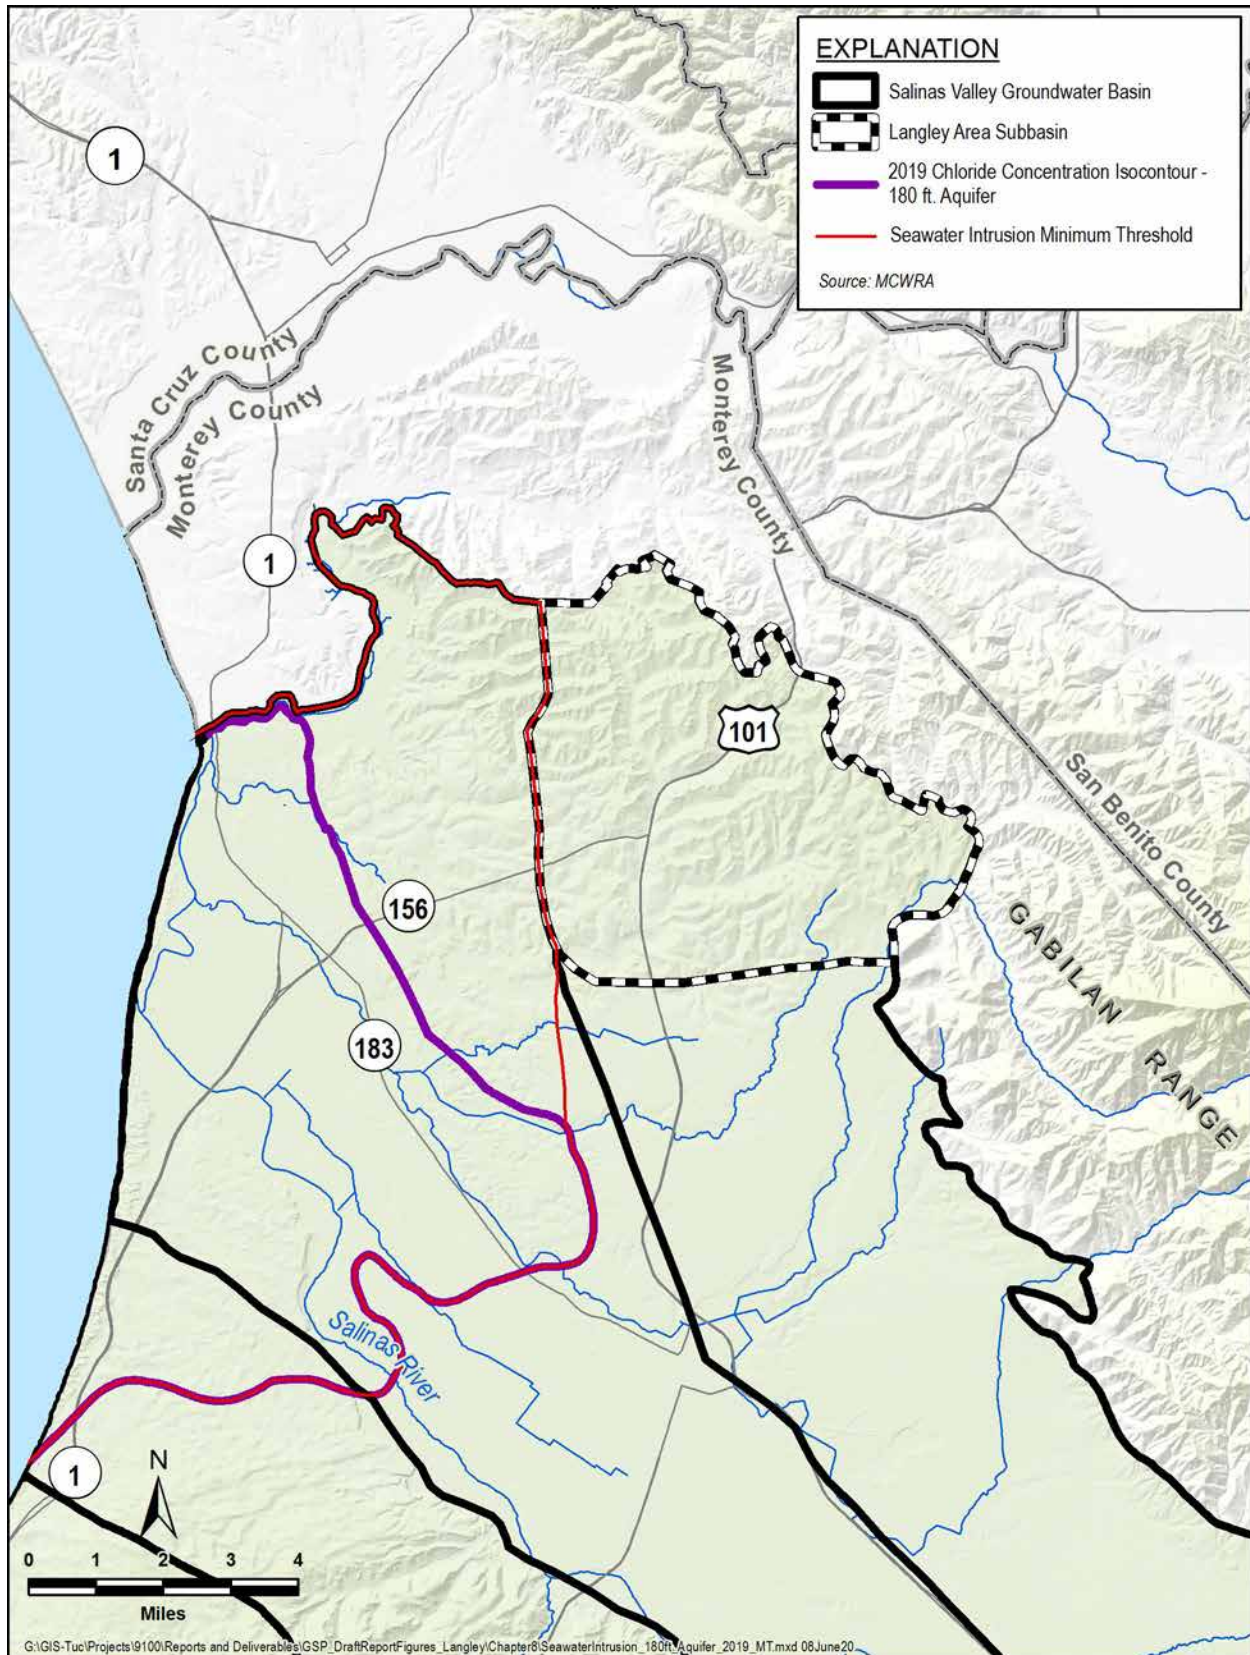 EXPLANATION
Salinas Valley Groundwater Basin
Langley Area Subbasin
2019 Chloride Concentration Isocontour -
180 ft. Aquifer
Seawater Intrusion Minimum Threshold
Source: MCWRA
1
Santa Cruz County
Monterey County
Monterey County
1
101
San Benito County
156
GABILAN
RANGE
183
Salinas River
1
N
0 1 2 3 4
Miles
G:\GIS-Tuc\Projects\9100\Reports and Deliverables\GSP_DraftReportFigures_Langley\Chapter8\SeawaterIntrusion_180ft_Aquifer_2019_MT.mxd 08June20